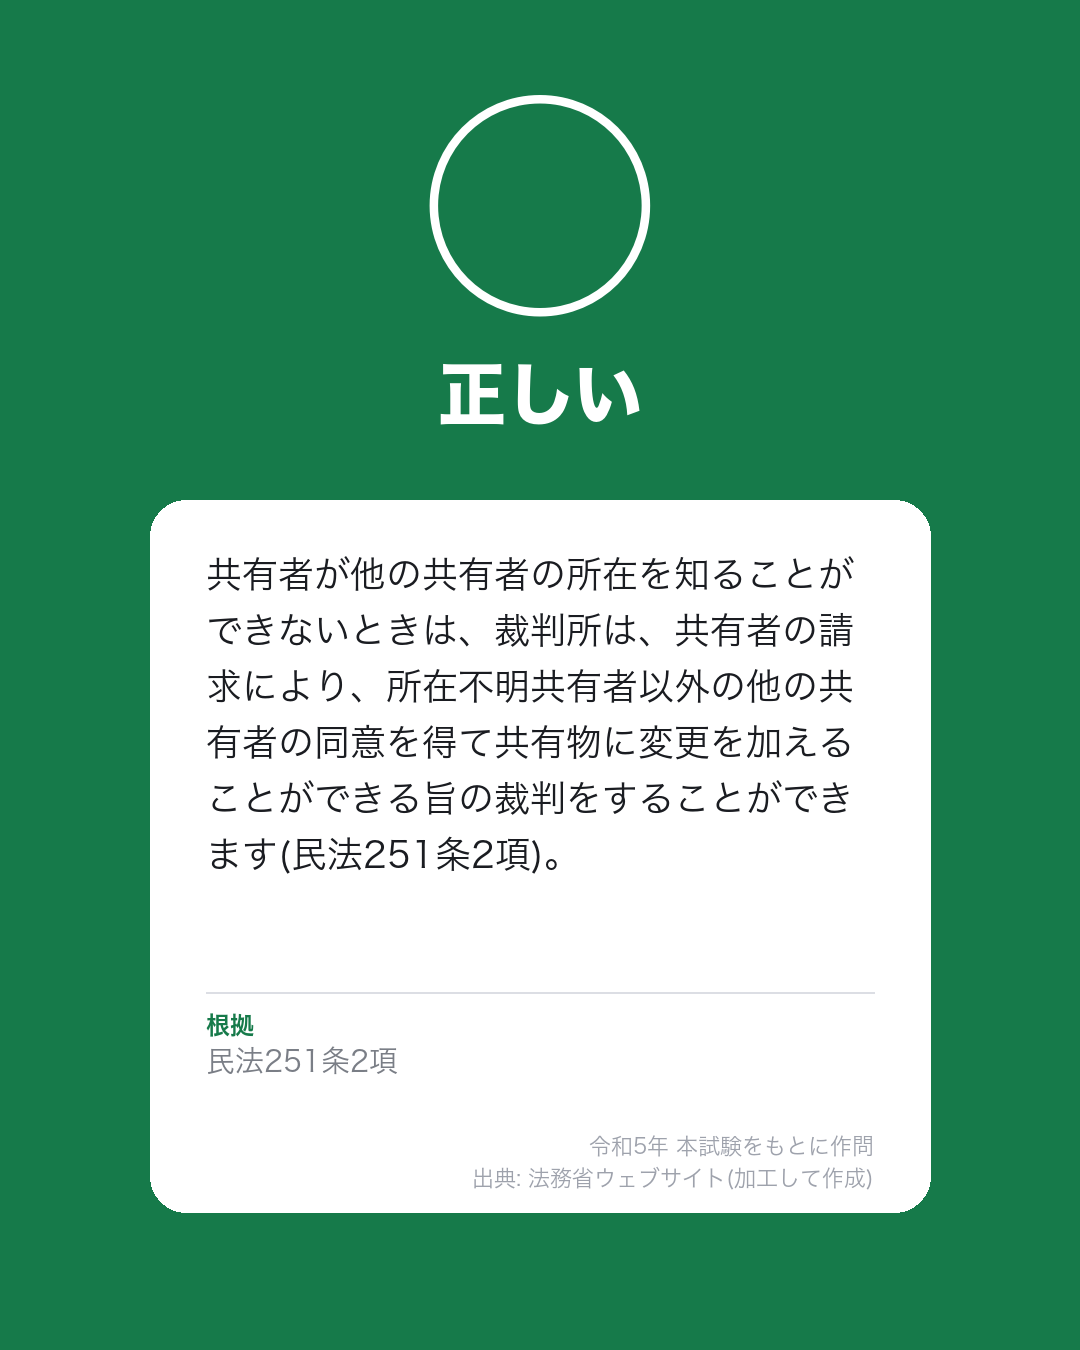 正しい
共有者が他の共有者の所在を知ることが
できないときは、裁判所は、共有者の請
求により、所在不明共有者以外の他の共
有者の同意を得て共有物に変更を加える
ことができる旨の裁判をすることができ
ます(民法251条2項)。
根拠
民法251条2項
令和5年 本試験をもとに作問
出典: 法務省ウェブサイト(加工して作成)